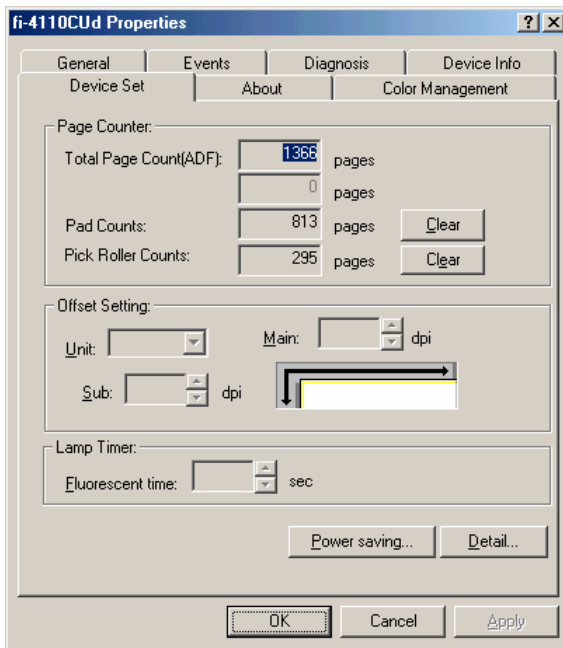 fi-4110CUd Properties
General Events Diagnosis Device Info
Device Set About Color Management
Page Counter:
Total Page Count(ADF): 1366 pages
0 pages
Pad Counts: 813 pages Clear
Pick Roller Counts: 295 pages Clear
Offset Setting:
Unit: Main: dpi
Sub: dpi
Lamp Timer:
Fluorescent time: sec
Power saving... Detail...
OK Cancel Apply